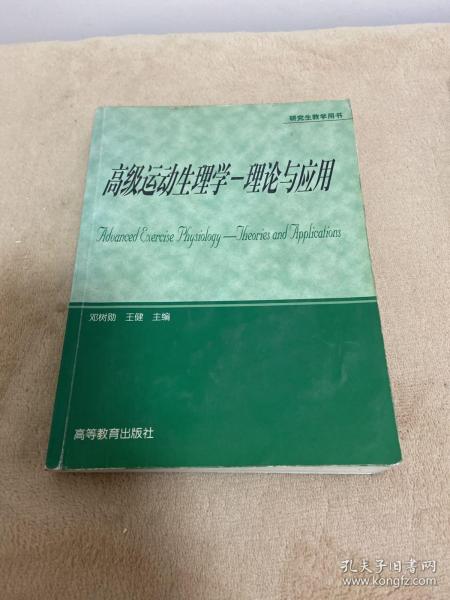 研究生教学用书
高级运动生理学－理论与应用
Advanced Exercise Physiology—Theories and Applications
邓树勋 王健 主编
高等教育出版社
孔夫子旧书网
www.kongfz.com